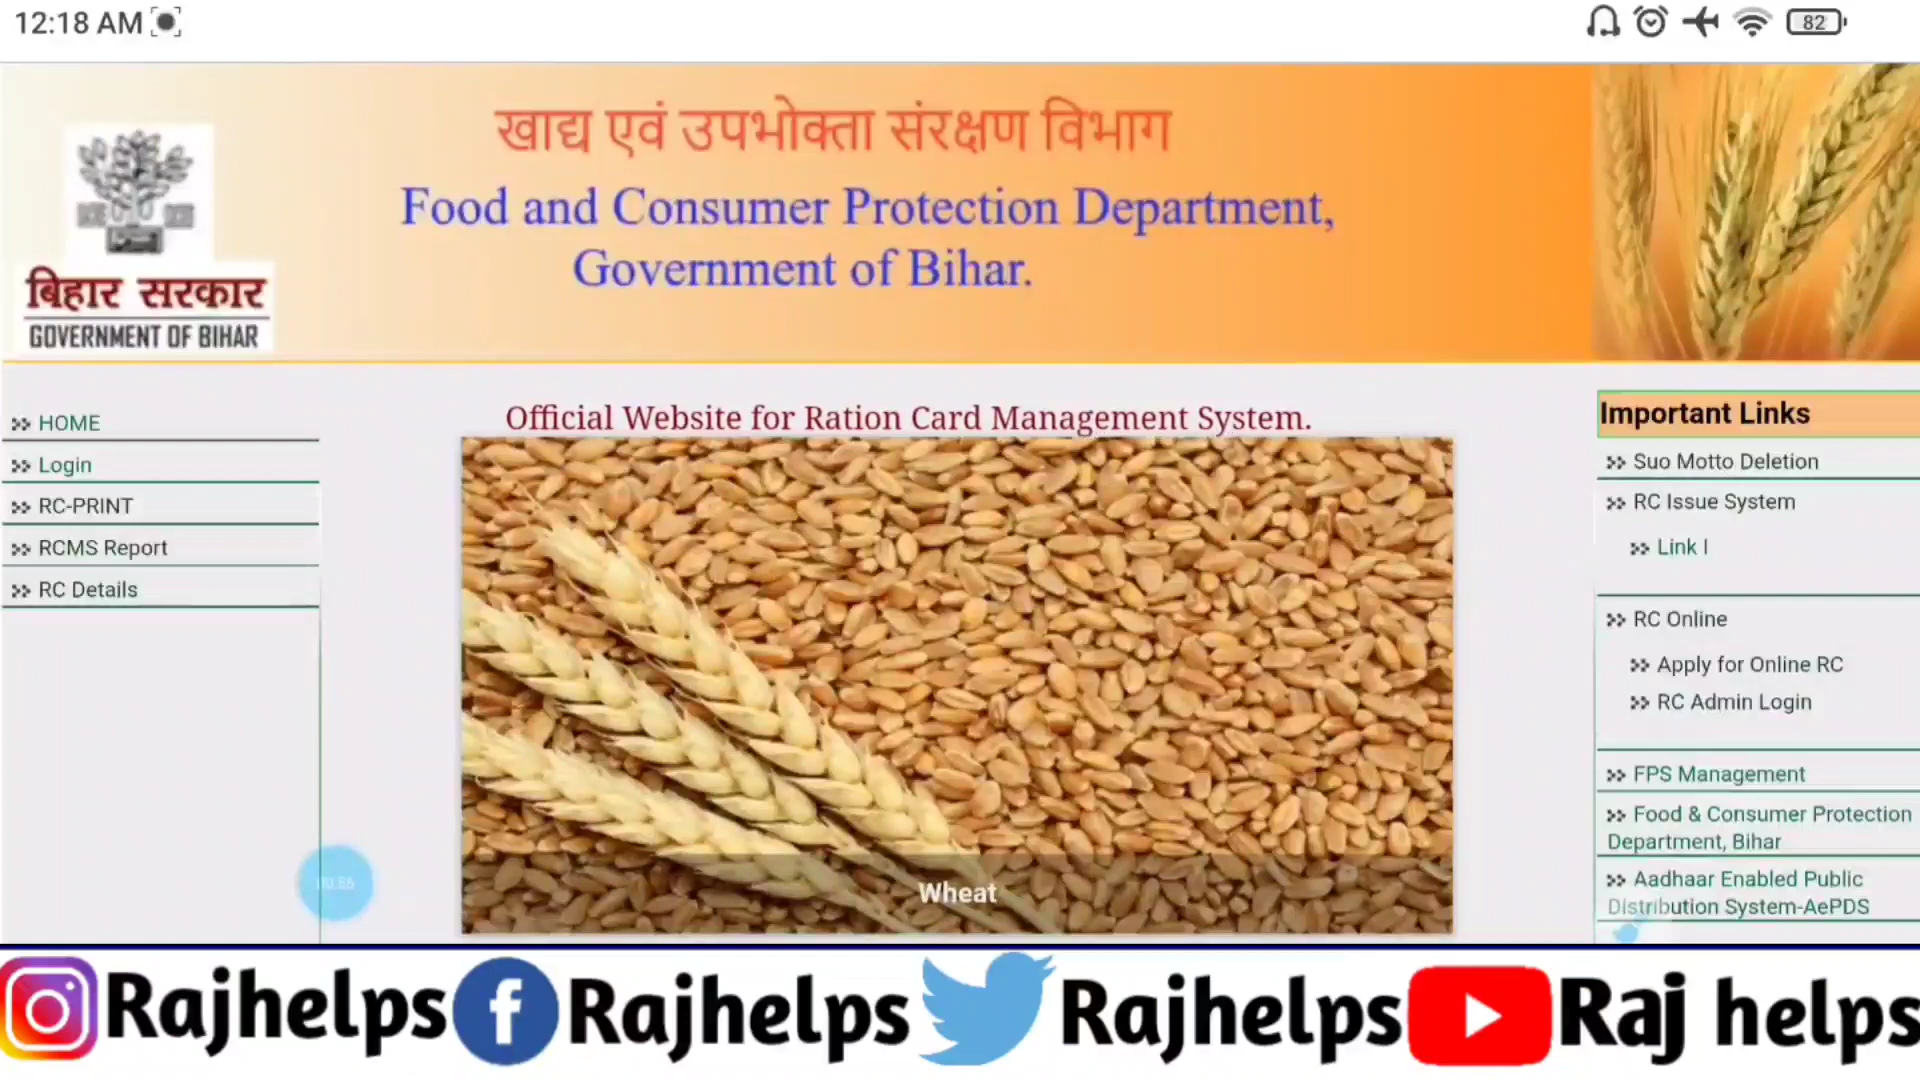 12:18 AM
82
खाद्य एवं उपभोक्ता संरक्षण विभाग
Food and Consumer Protection Department,
Government of Bihar.
बिहार सरकार
GOVERNMENT OF BIHAR
HOME
Login
RC-PRINT
RCMS Report
RC Details
Official Website for Ration Card Management System.
Wheat
Important Links
Suo Motto Deletion
RC Issue System
Link I
RC Online
Apply for Online RC
RC Admin Login
FPS Management
Food & Consumer Protection
Department, Bihar
Aadhaar Enabled Public
Distribution System-AePDS
Rajhelps Rajhelps Rajhelps Raj helps